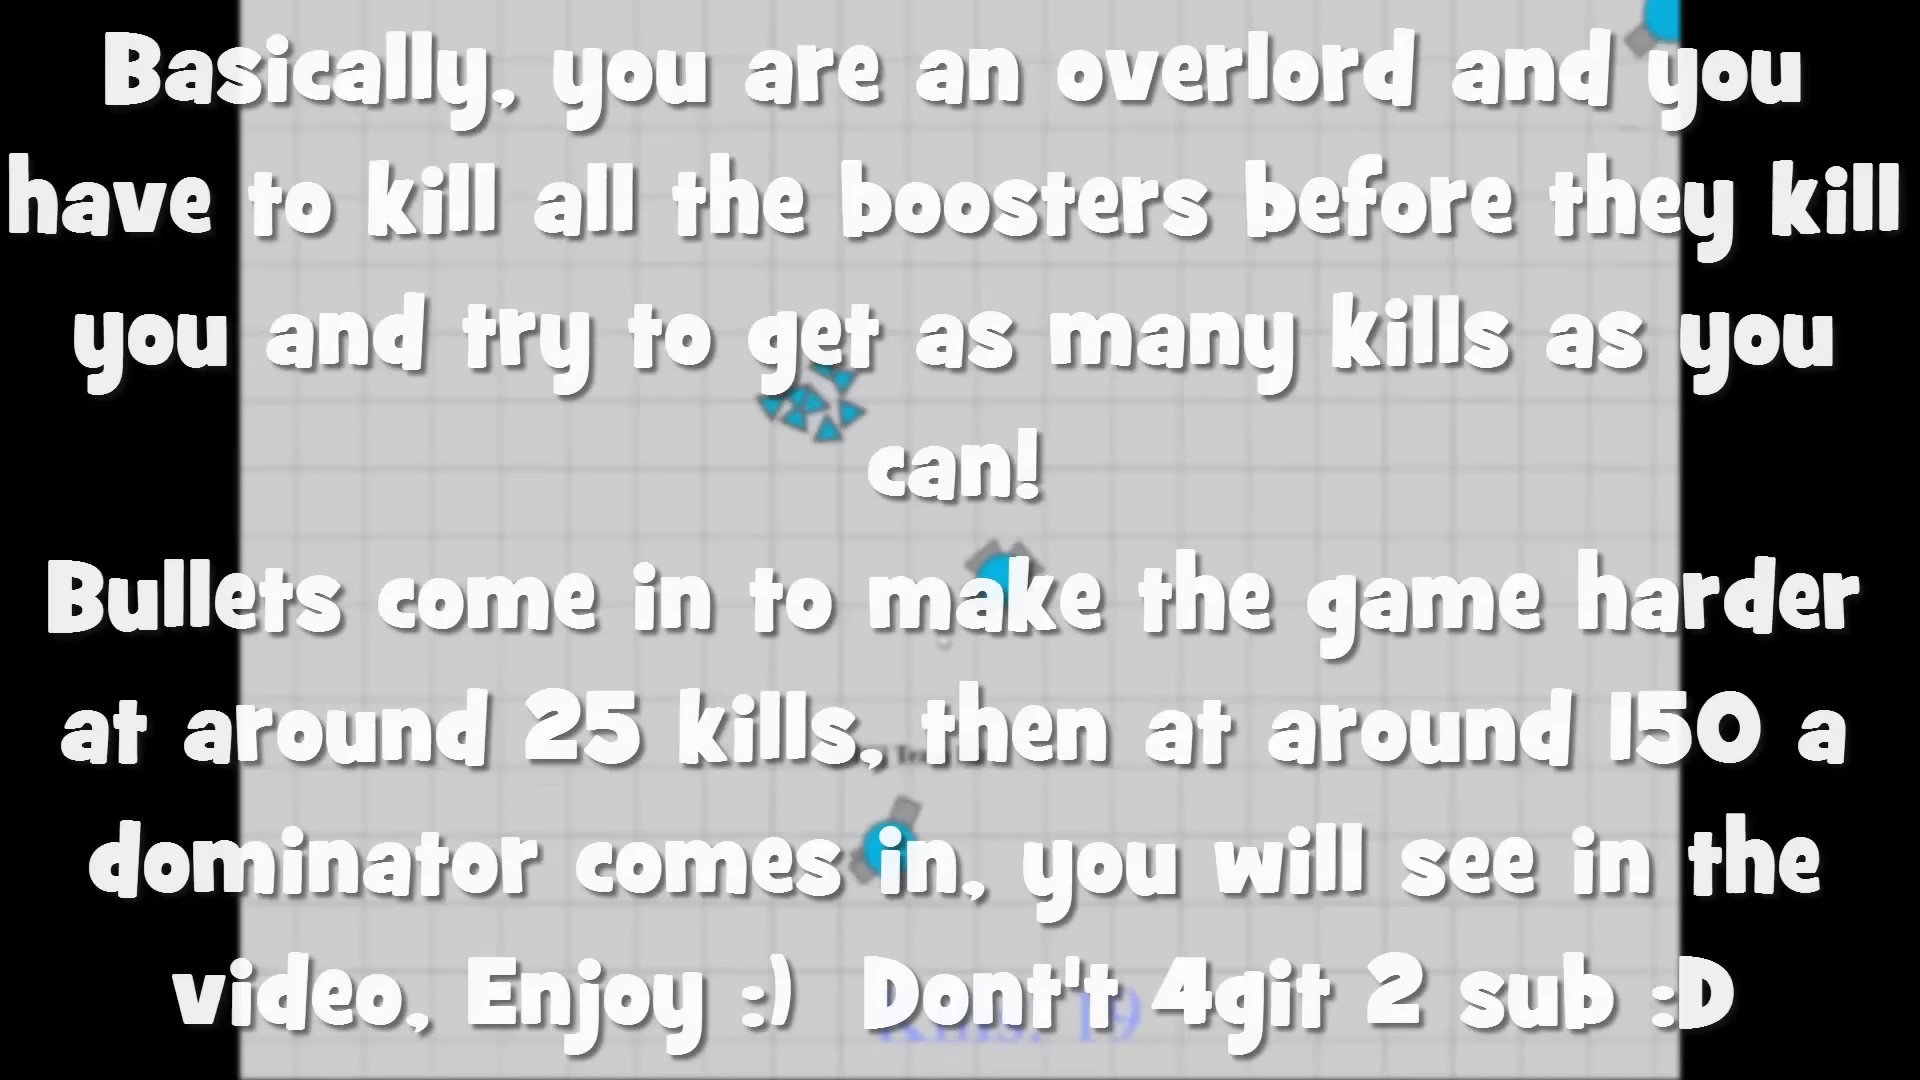 Basically, you are an overlord and you
have to kill all the boosters before they kill
you and try to get as many kills as you
can!
Bullets come in to make the game harder
at around 25 kills, then at around 150 a
dominator comes in, you will see in the
video, Enjoy :) Dont't 4git 2 sub :D
Kills: 19